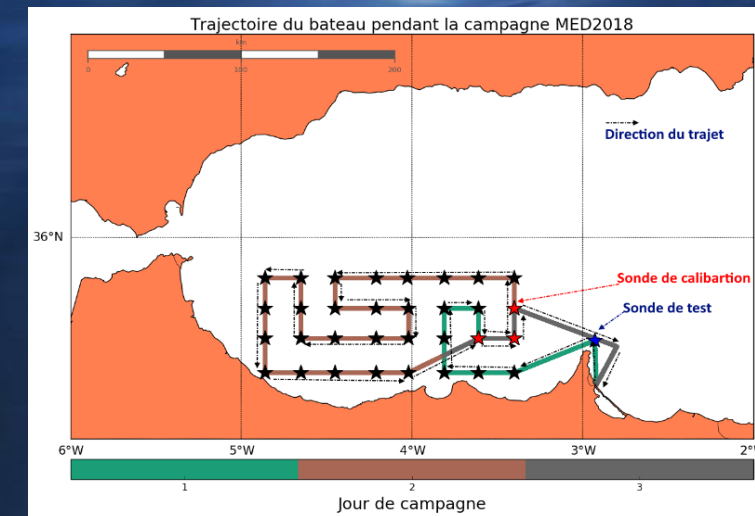 Trajectoire du bateau pendant la campagne MED2018
km
0 100 200
Direction du trajet
36°N
Sonde de calibartion
Sonde de test
6°W 5°W 4°W 3°W 2°
1 2 3
Jour de campagne